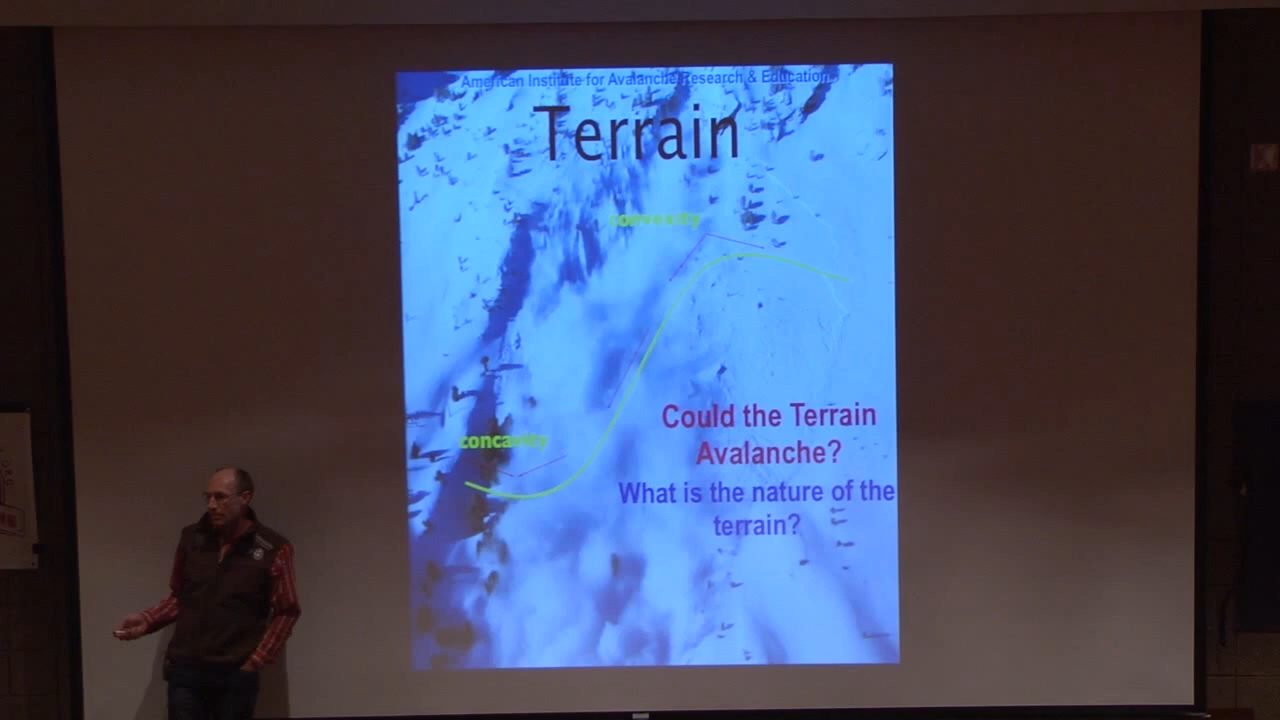 American Institute for Avalanche Research & Education
Terrain
convexity
Could the Terrain
Avalanche?
concavity
What is the nature of the
terrain?